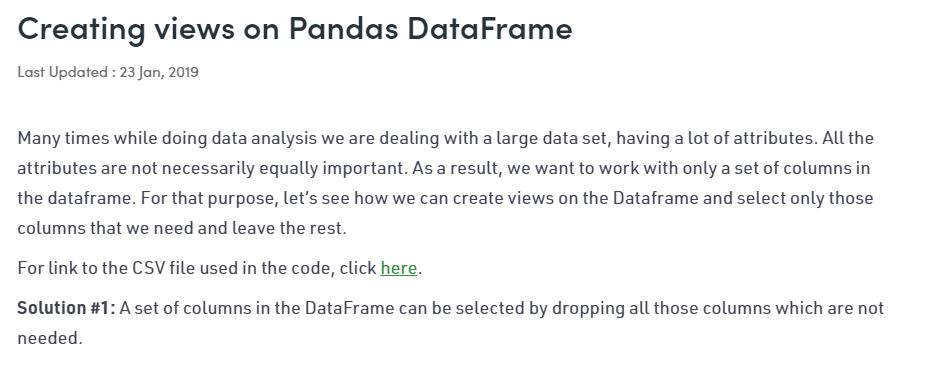 Creating views on Pandas DataFrame
Last Updated : 23 Jan, 2019
Many times while doing data analysis we are dealing with a large data set, having a lot of attributes. All the
attributes are not necessarily equally important. As a result, we want to work with only a set of columns in
the dataframe. For that purpose, let’s see how we can create views on the Dataframe and select only those
columns that we need and leave the rest.
For link to the CSV file used in the code, click here.
Solution #1: A set of columns in the DataFrame can be selected by dropping all those columns which are not
needed.